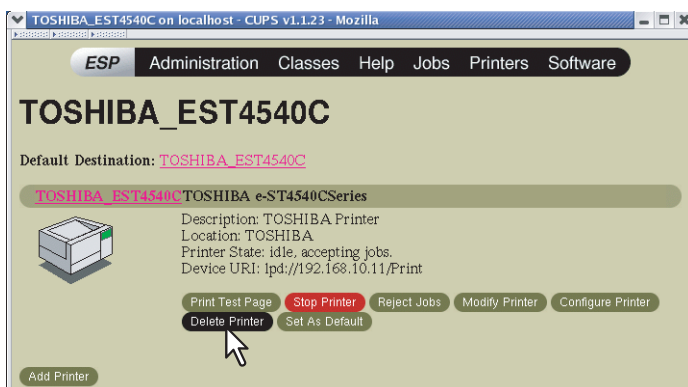 TOSHIBA_EST4540C on localhost - CUPS v1.1.23 - Mozilla
ESP Administration Classes Help Jobs Printers Software
TOSHIBA_EST4540C
Default Destination: TOSHIBA_EST4540C
TOSHIBA_EST4540C TOSHIBA e-ST4540CSeries
Description: TOSHIBA Printer
Location: TOSHIBA
Printer State: idle, accepting jobs.
Device URI: lpd://192.168.10.11/Print
Print Test Page Stop Printer Reject Jobs Modify Printer Configure Printer
Delete Printer Set As Default
Add Printer